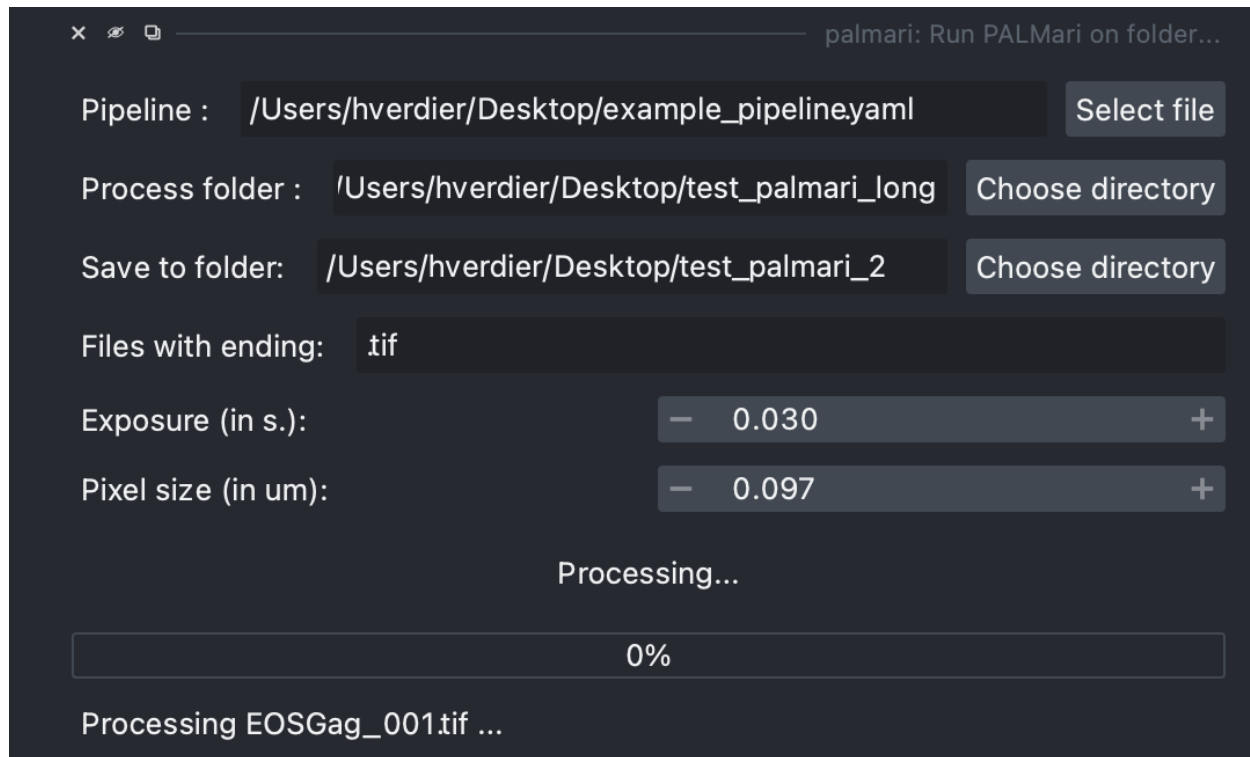 palmari: Run PALMari on folder...
Pipeline : /Users/hverdier/Desktop/example_pipeline.yaml Select file
Process folder : /Users/hverdier/Desktop/test_palmari_long Choose directory
Save to folder: /Users/hverdier/Desktop/test_palmari_2 Choose directory
Files with ending: .tif
Exposure (in s.): − 0.030 +
Pixel size (in um): − 0.097 +
Processing...
0%
Processing EOSGag_001.tif ...